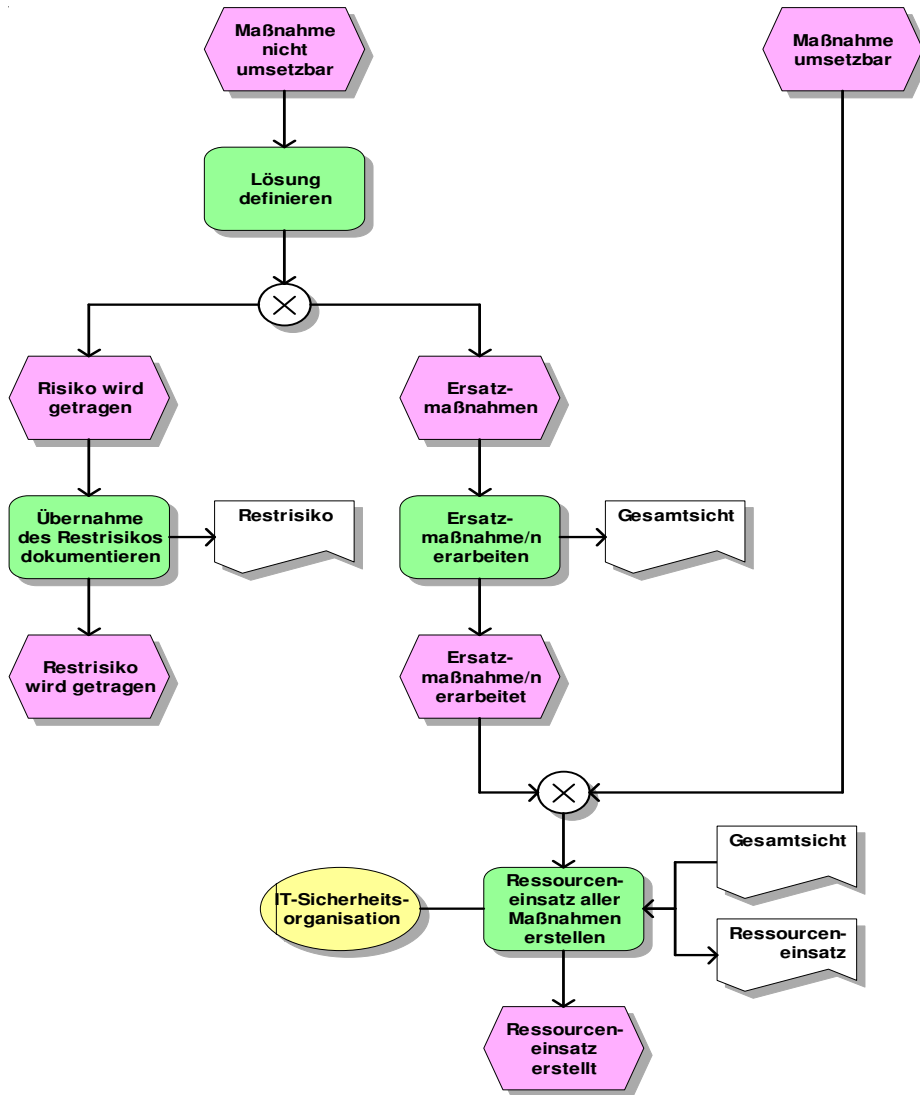 Maßnahme
nicht
umsetzbar
Maßnahme
umsetzbar
Lösung
definieren
Risiko wird
getragen
Ersatz-
maßnahmen
Übernahme
des Restrisikos
dokumentieren
Restrisiko
Ersatz-
maßnahme/n
erarbeiten
Gesamtsicht
Restrisiko
wird getragen
Ersatz-
maßnahme/n
erarbeitet
IT-Sicherheits-
organisation
Ressourcen-
einsatz aller
Maßnahmen
erstellen
Gesamtsicht
Ressourcen-
einsatz
Ressourcen-
einsatz
erstellt